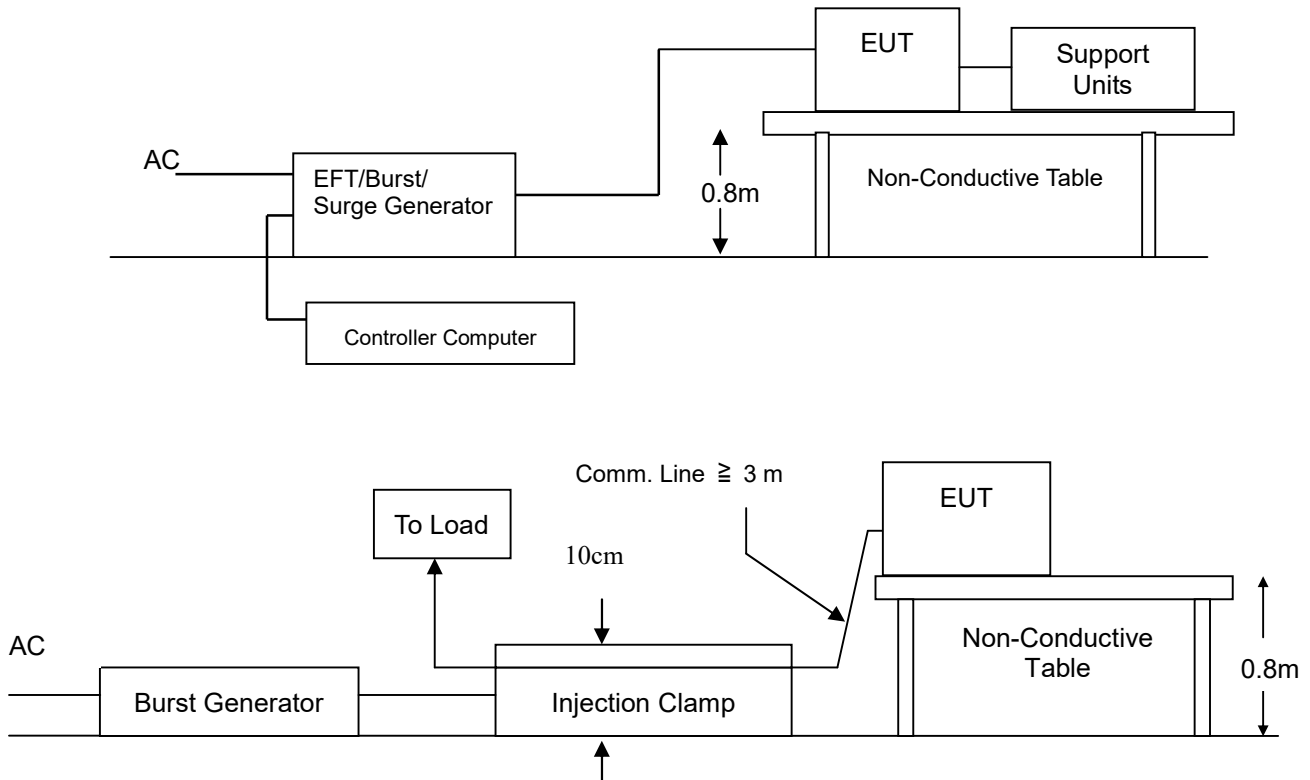 EUT
Support
Units
AC
EFT/Burst/
Surge Generator
0.8m
Non-Conductive Table
Controller Computer
Comm. Line ≧ 3 m
EUT
To Load
10cm
AC
Non-Conductive
Table
0.8m
Burst Generator
Injection Clamp